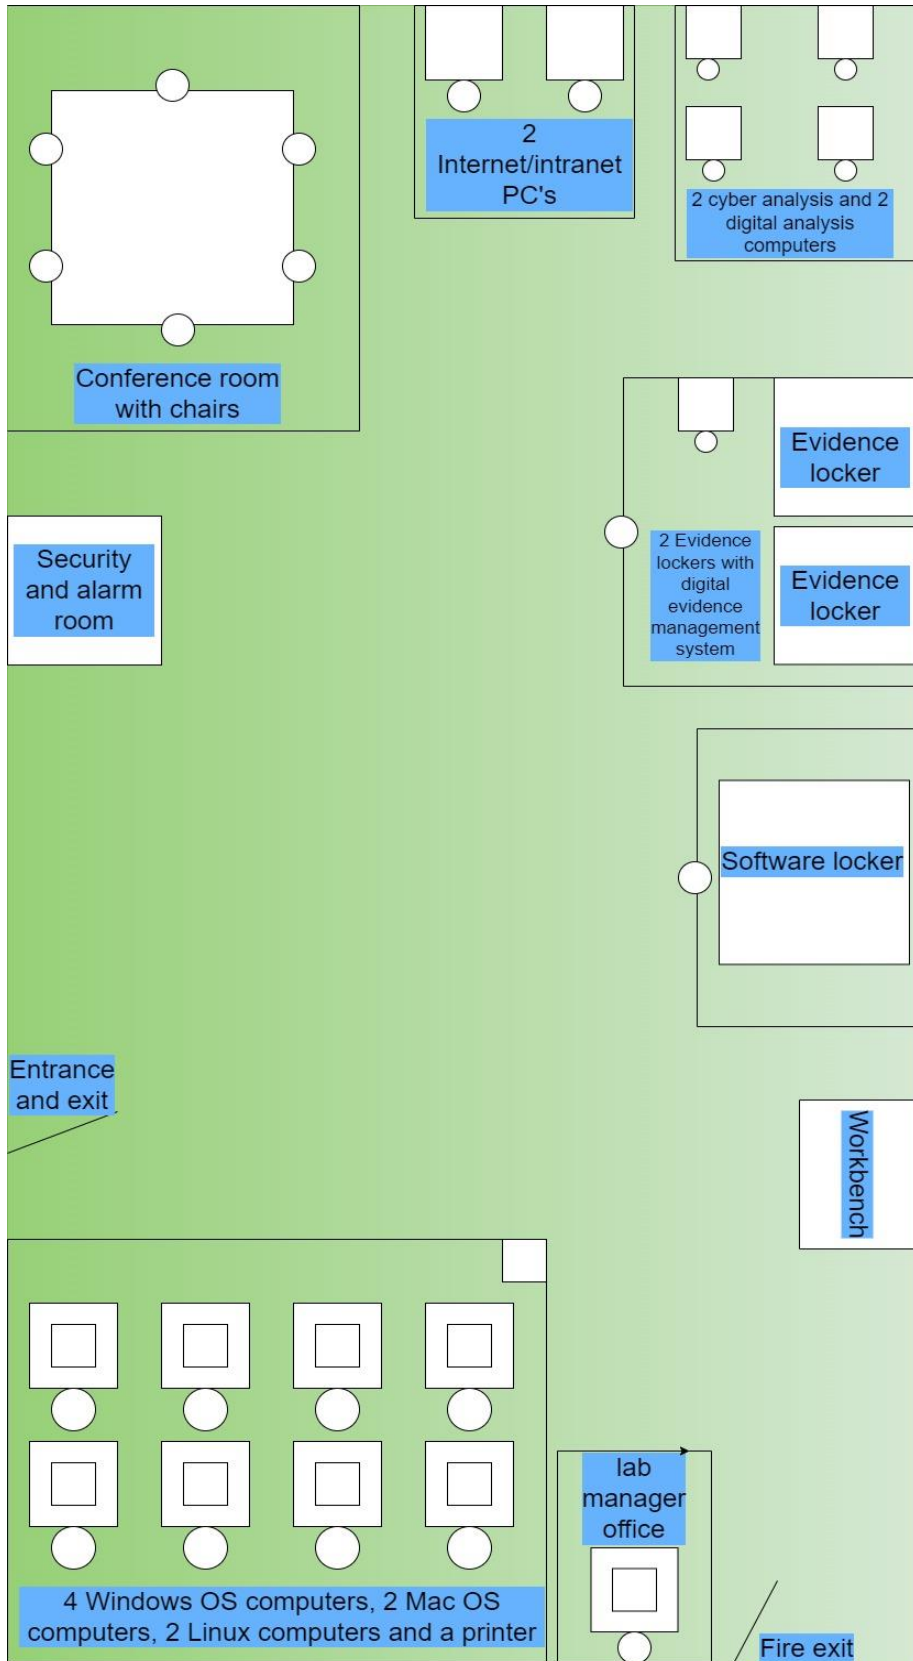 2
Internet/intranet
PC's
2 cyber analysis and 2
digital analysis
computers
Conference room
with chairs
Evidence
locker
Security
and alarm
room
2 Evidence
lockers with
digital
evidence
management
system
Evidence
locker
Software locker
Entrance
and exit
Workbench
lab
manager
office
4 Windows OS computers, 2 Mac OS
computers, 2 Linux computers and a printer
Fire exit